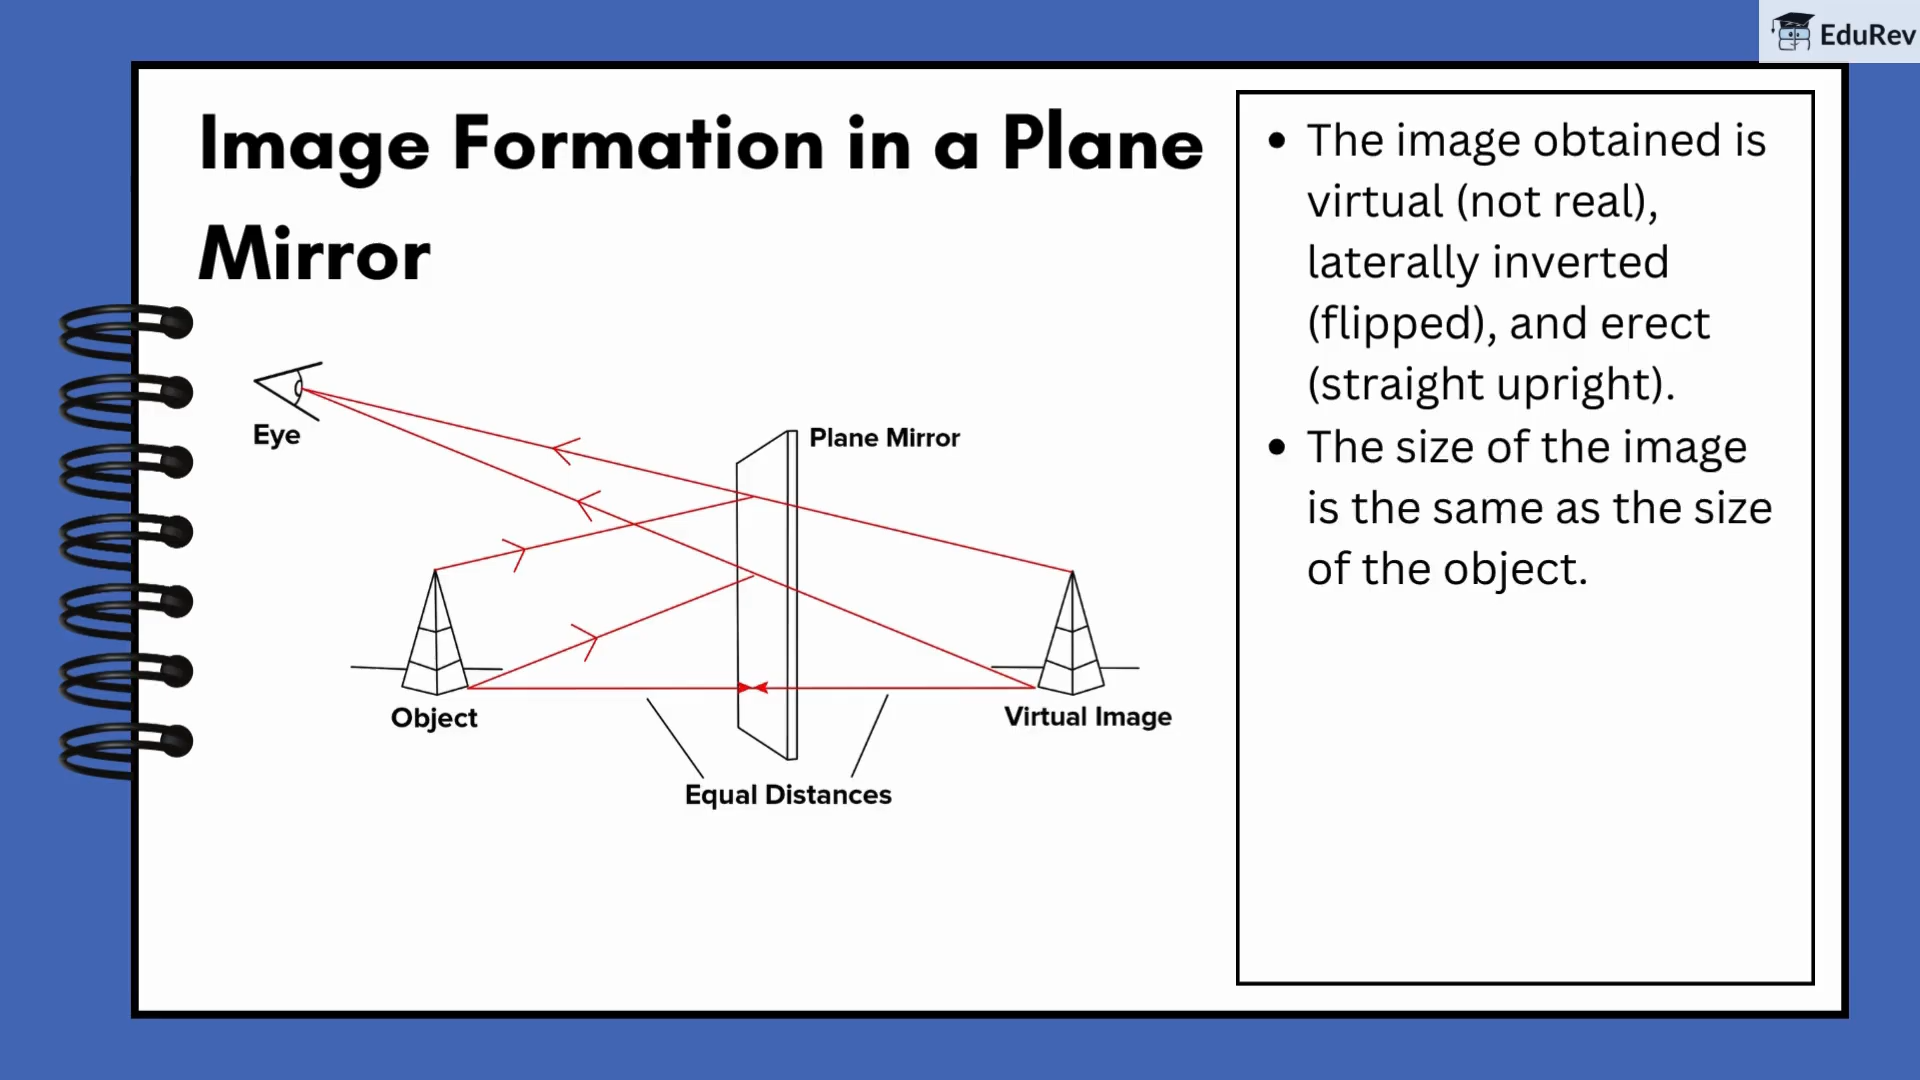 EduRev
Image Formation in a Plane
Mirror
Eye
Plane Mirror
Object
Virtual Image
Equal Distances
• The image obtained is
virtual (not real),
laterally inverted
(flipped), and erect
(straight upright).
• The size of the image
is the same as the size
of the object.